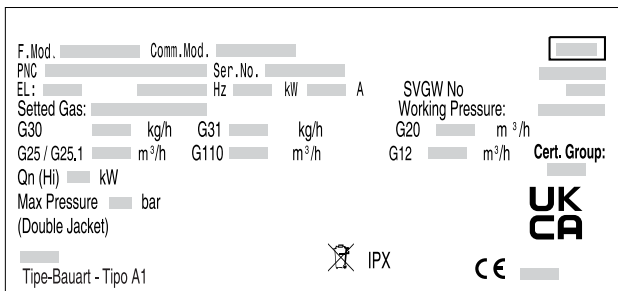 F.Mod. Comm.Mod.
PNC Ser.No.
EL: Hz kW A SVGW No
Setted Gas: Working Pressure:
G30 kg/h G31 kg/h G20 m³/h
G25 / G25.1 m³/h G110 m³/h G12 m³/h Cert. Group:
Qn (Hi) kW
Max Pressure bar
(Double Jacket)
UK
CA
IPX
CE
Tipe-Bauart - Tipo A1